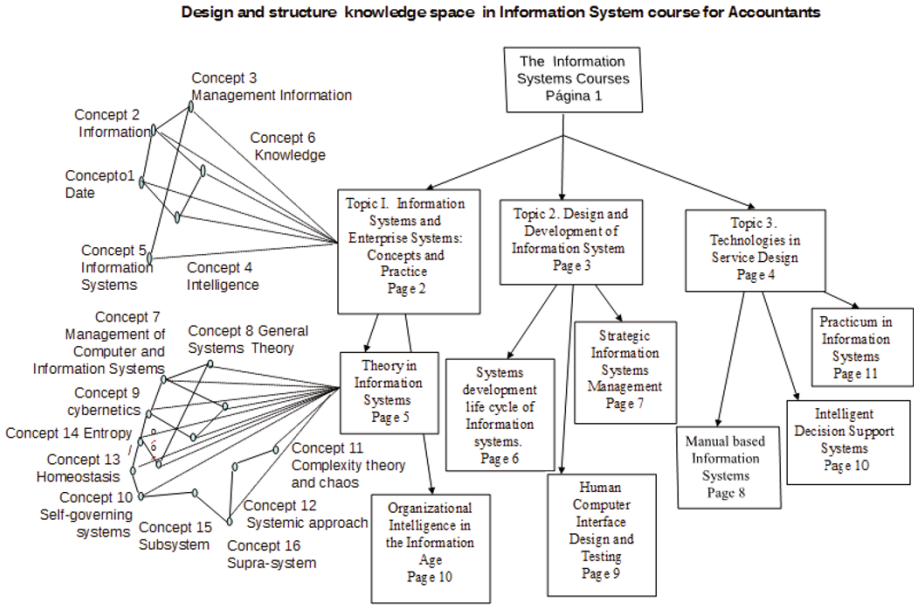 Design and structure knowledge space in Information System course for Accountants
The Information
Systems Courses
Página 1
Concept 3
Management Information
Concept 2
Information
Concept 6
Knowledge
Concepto1
Date
Concept 5
Information
Systems
Concept 4
Intelligence
Topic I. Information
Systems and
Enterprise Systems:
Concepts and
Practice
Page 2
Topic 2. Design and
Development of
Information System
Page 3
Topic 3.
Technologies in
Service Design
Page 4
Concept 7
Management of
Computer and
Information Systems
Concept 8 General
Systems Theory
Concept 9
cybernetics
Concept 14 Entropy
Concept 13
Homeostasis
Concept 10
Self-governing
systems
Concept 15
Subsystem
Concept 11
Complexity theory
and chaos
Concept 12
Systemic approach
Concept 16
Supra-system
Theory in
Information
Systems
Page 5
Systems
development
life cycle of
Information
systems.
Page 6
Strategic
Information
Systems
Management
Page 7
Practicum in
Information
Systems
Page 11
Manual based
Information
Systems
Page 8
Intelligent
Decision Support
Systems
Page 10
Organizational
Intelligence in
the Information
Age
Page 10
Human
Computer
Interface
Design and
Testing
Page 9